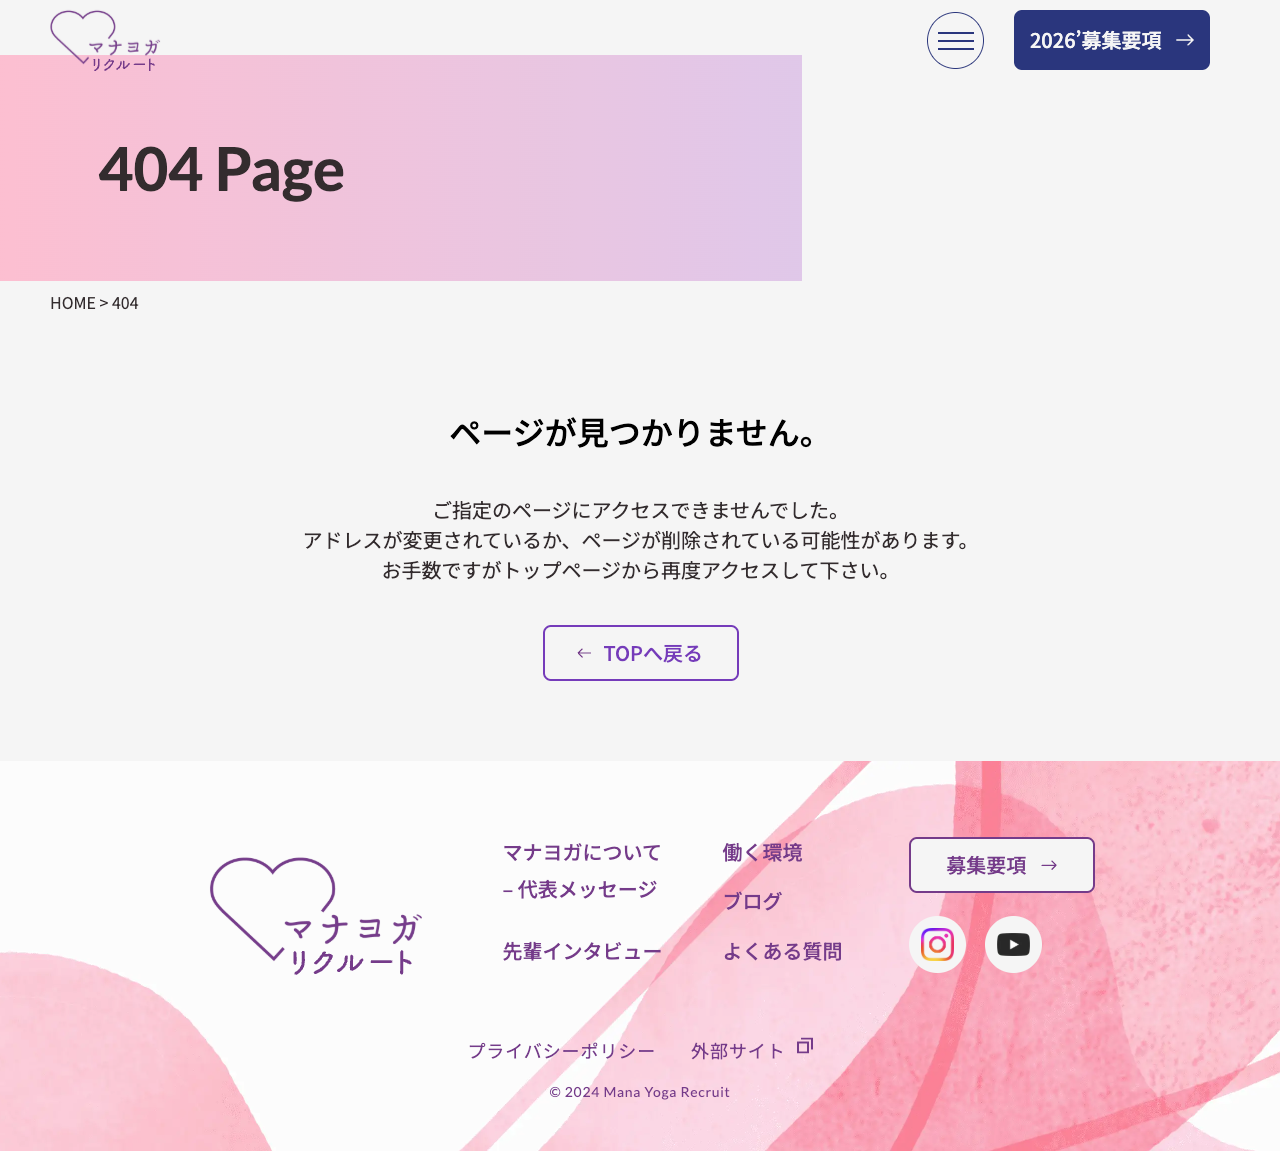 マナヨガ
リクルート
2026’募集要項
404 Page
HOME > 404
ページが見つかりません。
ご指定のページにアクセスできませんでした。
アドレスが変更されているか、ページが削除されている可能性があります。
お手数ですがトップページから再度アクセスして下さい。
TOPへ戻る
マナヨガ
リクルート
マナヨガについて
– 代表メッセージ
先輩インタビュー
働く環境
ブログ
よくある質問
募集要項
プライバシーポリシー
外部サイト
© 2024 Mana Yoga Recruit